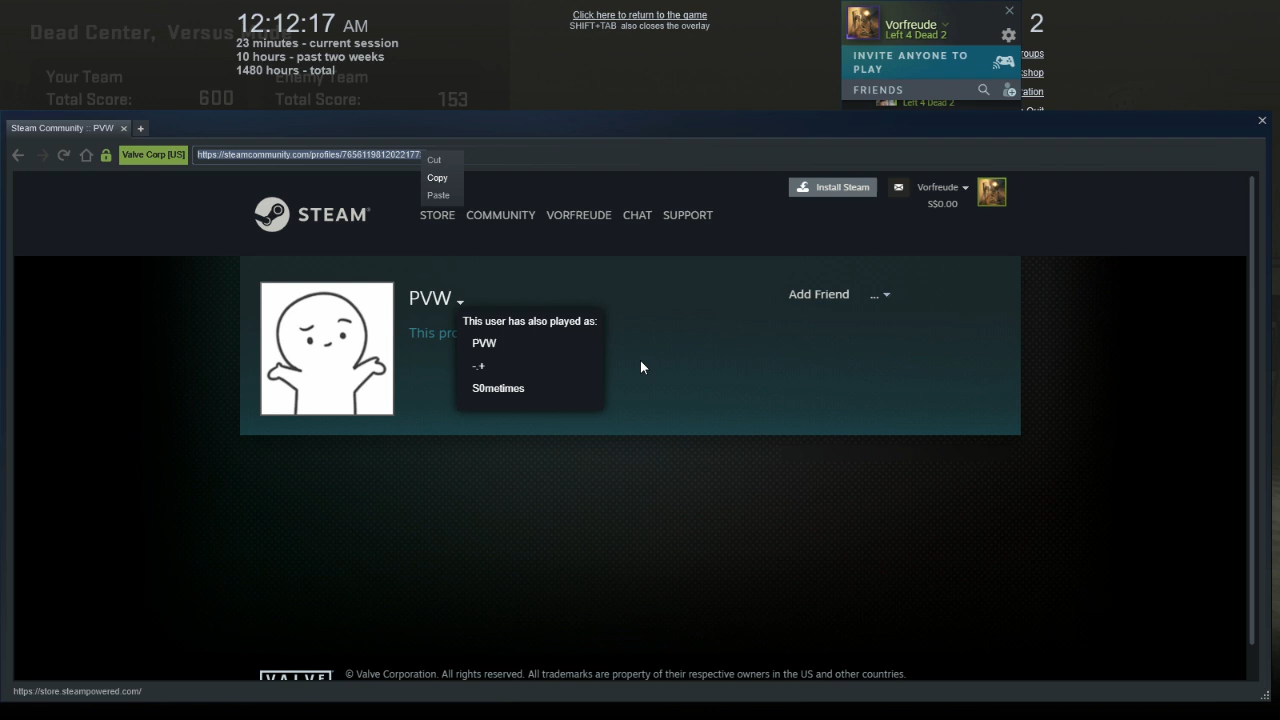 Dead Center, Versus Mode
Your Team
Total Score: 600
Enemy Team
Total Score: 153
12:12:17 AM
23 minutes - current session
10 hours - past two weeks
1480 hours - total
Click here to return to the game
SHIFT+TAB also closes the overlay
Vorfreude
Left 4 Dead 2
INVITE ANYONE TO
PLAY
FRIENDS
Left 4 Dead 2
2
Steam Community :: PVW
Valve Corp [US]
https://steamcommunity.com/profiles/7656119812022177
Cut
Copy
Paste
STEAM
STORE COMMUNITY VORFREUDE CHAT SUPPORT
Install Steam
Vorfreude
S$0.00
PVW
This user has also played as:
PVW
-.+
S0metimes
Add Friend ...
VALVE
© Valve Corporation. All rights reserved. All trademarks are property of their respective owners in the US and other countries.
https://store.steampowered.com/